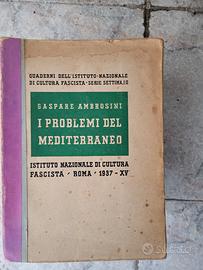 QUADERNI DELL'ISTITUTO NAZIONALE
DI CULTURA FASCISTA - SERIE SETTIMA
GASPARE AMBROSINI
I PROBLEMI DEL
MEDITERRANEO
ISTITUTO NAZIONALE DI CULTURA
FASCISTA - ROMA - 1937 - XV
subito